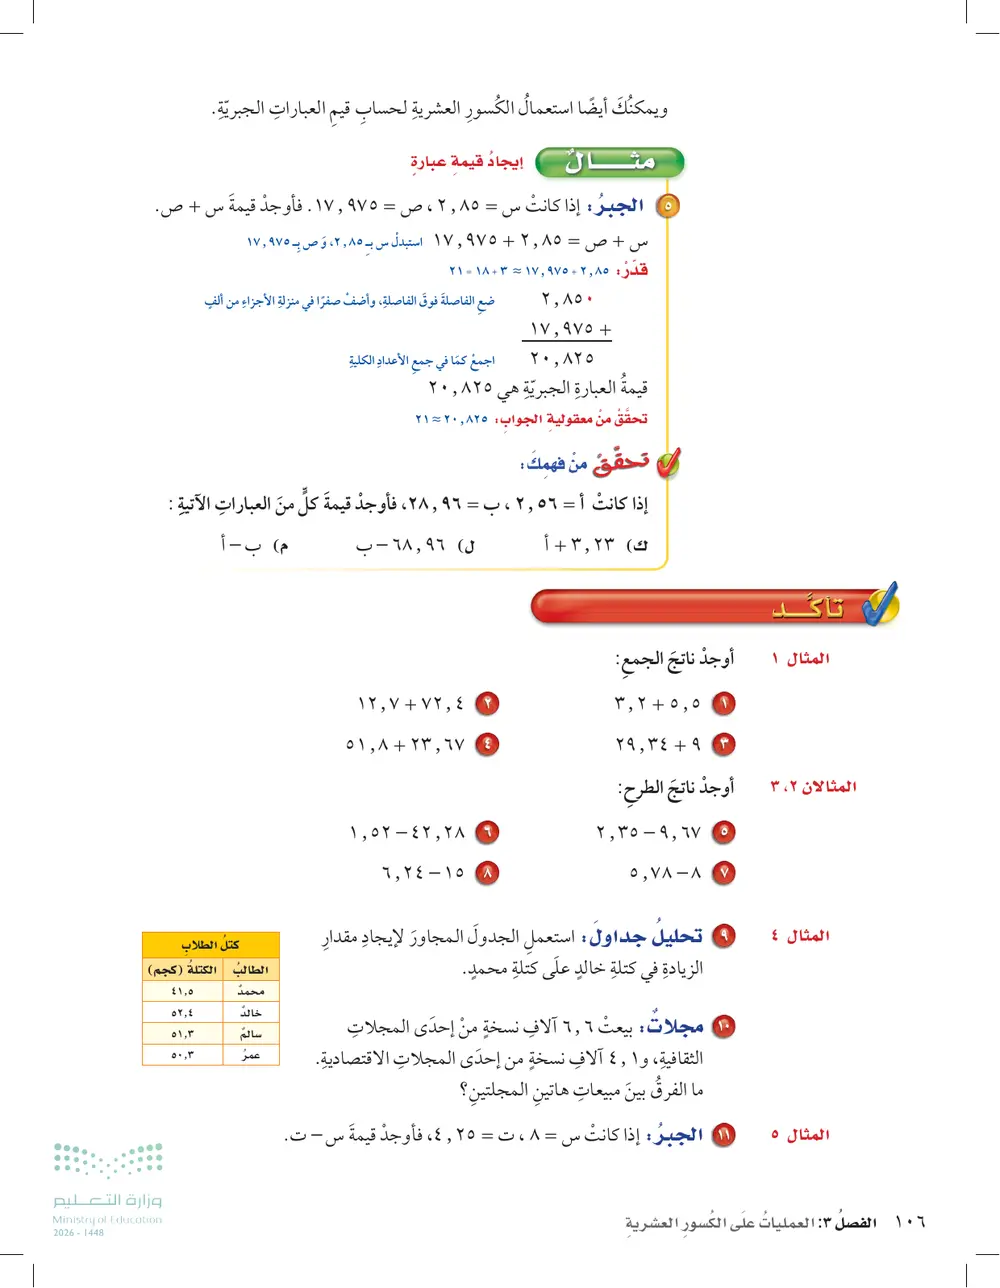 ويمكنُكَ أيضًا استعمالُ الكُسورِ العشريةِ لحسابِ قيمِ العباراتِ الجبريّةِ.
مثالٌ إيجادُ قيمةِ عبارةٍ
٥ الجبرُ: إذا كانتْ س = ٢,٨٥ ، ص = ١٧,٩٧٥. فأوجدْ قيمةَ س + ص.
س + ص = ٢,٨٥ + ١٧,٩٧٥ استبدلْ س بـِ ٢,٨٥، وَ ص بِـ ١٧,٩٧٥
قدّرْ: ٢,٨٥ + ١٧,٩٧٥ ≈ ٣ + ١٨ = ٢١
٢,٨٥٠ ضعِ الفاصلةَ فوقَ الفاصلةِ، وأضفْ صفرًا في منزلةِ الأجزاءِ من ألفٍ
+ ١٧,٩٧٥
٢٠,٨٢٥ اجمعْ كمَا في جمعِ الأعدادِ الكليةِ
قيمةُ العبارةِ الجبريّةِ هي ٢٠,٨٢٥
تحقَّقْ منْ معقوليةِ الجوابِ: ٢٠,٨٢٥ ≈ ٢١
تحقَّقْ منْ فهمِكَ:
إذا كانتْ أ = ٢,٥٦ ، ب = ٢٨,٩٦، فأوجدْ قيمةَ كلٍّ منَ العباراتِ الآتيةِ :
ك) ٣,٢٣ + أ ل) ٦٨,٩٦ – ب م) ب – أ
تأكَّد
المثال ١ أوجدْ ناتجَ الجمعِ:
١ ٥,٥ + ٣,٢ ٢ ٧٢,٤ + ١٢,٧
٣ ٩ + ٢٩,٣٤ ٤ ٢٣,٦٧ + ٥١,٨
المثالان ٢، ٣ أوجدْ ناتجَ الطرحِ:
٥ ٩,٦٧ – ٢,٣٥ ٦ ٤٢,٢٨ – ١,٥٢
٧ ٨ – ٥,٧٨ ٨ ١٥ – ٦,٢٤
المثال ٤ ٩ تحليلُ جداولَ: استعملِ الجدولَ المجاورَ لإيجادِ مقدارِ
الزيادةِ في كتلةِ خالدٍ علَى كتلةِ محمدٍ.
كتلُ الطلابِ
الطالبُ الكتلةُ (كجم)
محمدٌ ٤١,٥
خالدٌ ٥٢,٤
سالمٌ ٥١,٣
عمرُ ٥٠,٣
١٠ مجلاتٌ: بيعتْ ٦,٦ آلافِ نسخةٍ منْ إحدَى المجلاتِ
الثقافيةِ، و٤,١ آلافِ نسخةٍ من إحدَى المجلاتِ الاقتصاديةِ.
ما الفرقُ بينَ مبيعاتِ هاتينِ المجلتينِ؟
المثال ٥ ١١ الجبرُ: إذا كانتْ س = ٨ ، ت = ٤,٢٥، فأوجدْ قيمةَ س – ت.
وزارة التعليم
Ministry of Education
2026 - 1448
١٠٦ الفصلُ ٣: العملياتُ علَى الكُسورِ العشريةِ